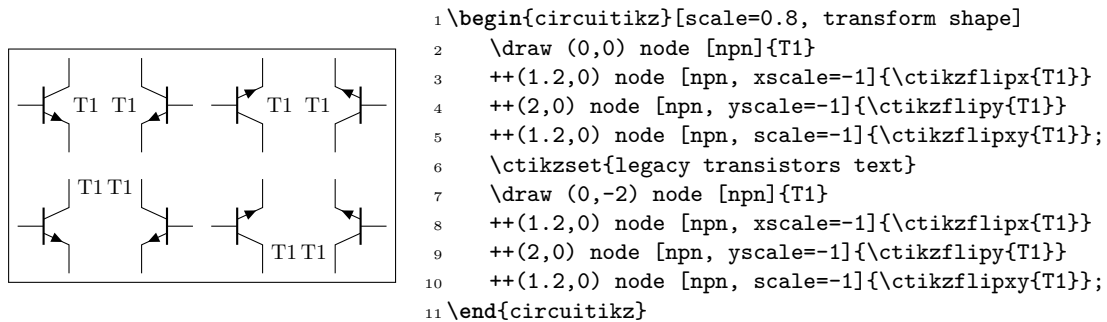 T1 T1 T1 T1
T1 T1
T1 T1
1 \begin{circuitikz}[scale=0.8, transform shape]
2 \draw (0,0) node [npn]{T1}
3 ++(1.2,0) node [npn, xscale=-1]{\ctikzflipx{T1}}
4 ++(2,0) node [npn, yscale=-1]{\ctikzflipy{T1}}
5 ++(1.2,0) node [npn, scale=-1]{\ctikzflipxy{T1}};
6 \ctikzset{legacy transistors text}
7 \draw (0,-2) node [npn]{T1}
8 ++(1.2,0) node [npn, xscale=-1]{\ctikzflipx{T1}}
9 ++(2,0) node [npn, yscale=-1]{\ctikzflipy{T1}}
10 ++(1.2,0) node [npn, scale=-1]{\ctikzflipxy{T1}};
11 \end{circuitikz}